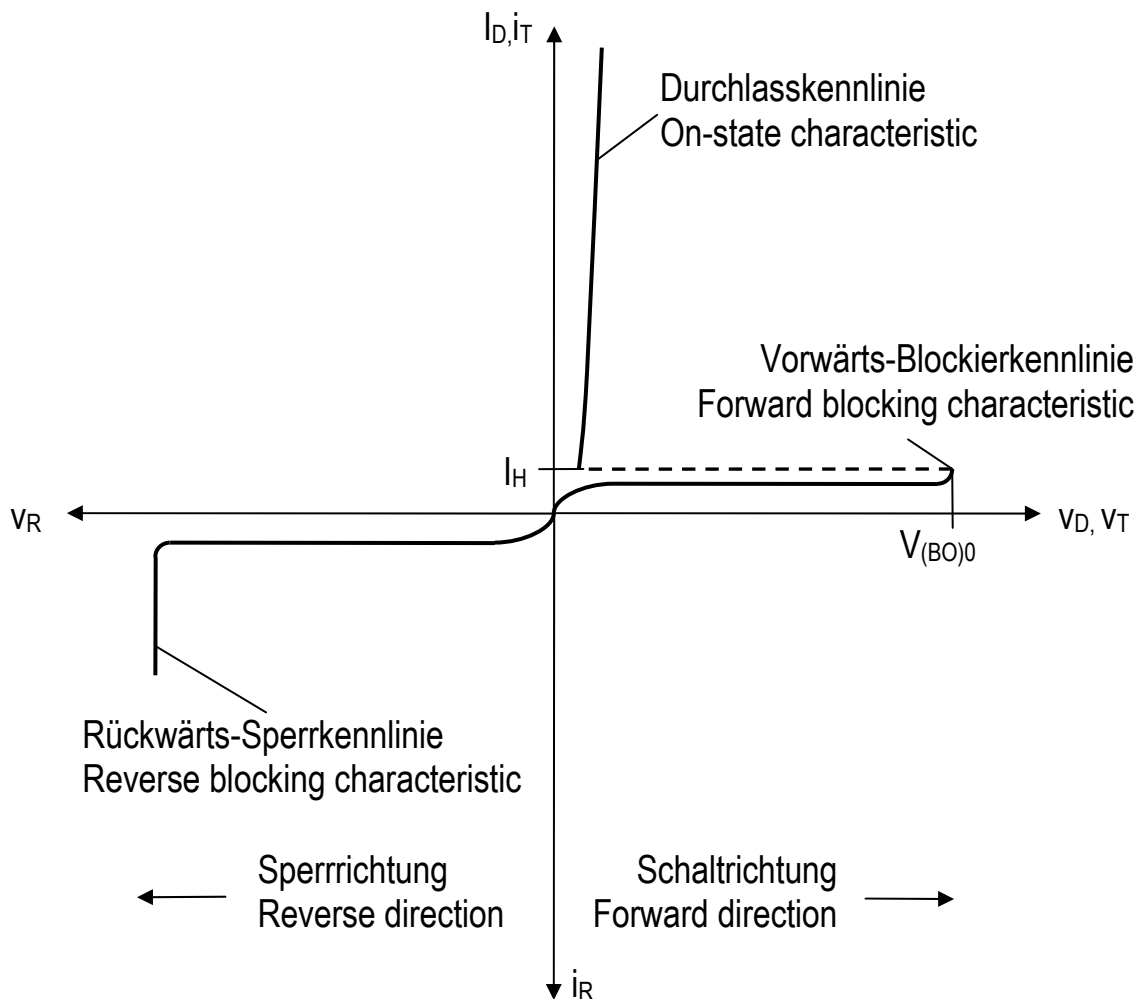 I_D,i_T
Durchlasskennlinie
On-state characteristic
Vorwärts-Blockierkennlinie
Forward blocking characteristic
I_H
v_R
v_D, v_T
V_(BO)0
Rückwärts-Sperrkennlinie
Reverse blocking characteristic
Sperrrichtung
Reverse direction
Schaltrichtung
Forward direction
i_R